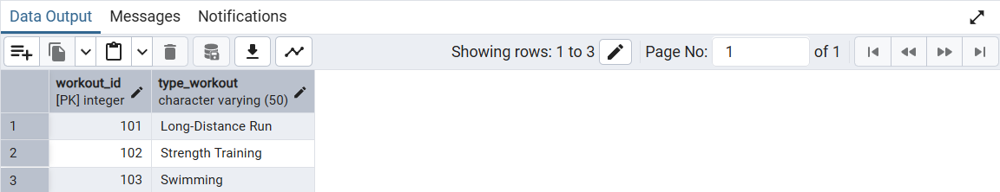 Data Output Messages Notifications
Showing rows: 1 to 3 Page No: 1 of 1
workout_id type_workout
[PK] integer character varying (50)
1 101 Long-Distance Run
2 102 Strength Training
3 103 Swimming